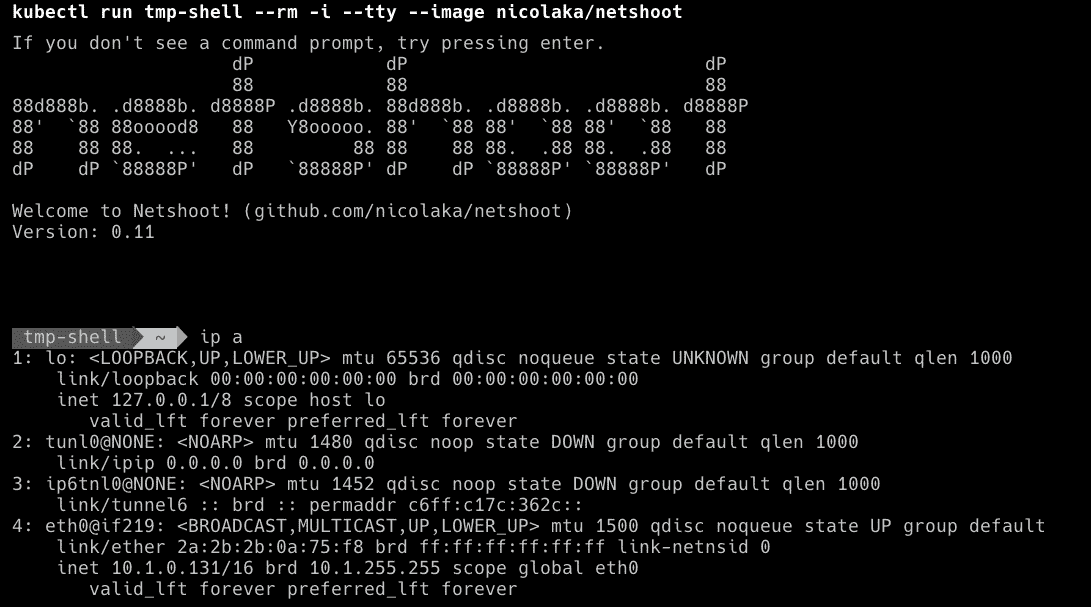 kubectl run tmp-shell --rm -i --tty --image nicolaka/netshoot
If you don't see a command prompt, try pressing enter.
                    dP            dP                           dP
                    88            88                           88
88d888b. .d8888b. d8888P .d8888b. 88d888b. .d8888b. .d8888b. d8888P
88'  `88 88ooood8   88   Y8ooooo. 88'  `88 88'  `88 88'  `88   88
88    88 88.  ...   88         88 88    88 88.  .88 88.  .88   88
dP    dP `88888P'   dP   `88888P' dP    dP `88888P' `88888P'   dP
Welcome to Netshoot! (github.com/nicolaka/netshoot)
Version: 0.11
tmp-shell ~ ip a
1: lo: <LOOPBACK,UP,LOWER_UP> mtu 65536 qdisc noqueue state UNKNOWN group default qlen 1000
    link/loopback 00:00:00:00:00:00 brd 00:00:00:00:00:00
    inet 127.0.0.1/8 scope host lo
       valid_lft forever preferred_lft forever
2: tunl0@NONE: <NOARP> mtu 1480 qdisc noop state DOWN group default qlen 1000
    link/ipip 0.0.0.0 brd 0.0.0.0
3: ip6tnl0@NONE: <NOARP> mtu 1452 qdisc noop state DOWN group default qlen 1000
    link/tunnel6 :: brd :: permaddr c6ff:c17c:362c::
4: eth0@if219: <BROADCAST,MULTICAST,UP,LOWER_UP> mtu 1500 qdisc noqueue state UP group default
    link/ether 2a:2b:2b:0a:75:f8 brd ff:ff:ff:ff:ff:ff link-netnsid 0
    inet 10.1.0.131/16 brd 10.1.255.255 scope global eth0
       valid_lft forever preferred_lft forever